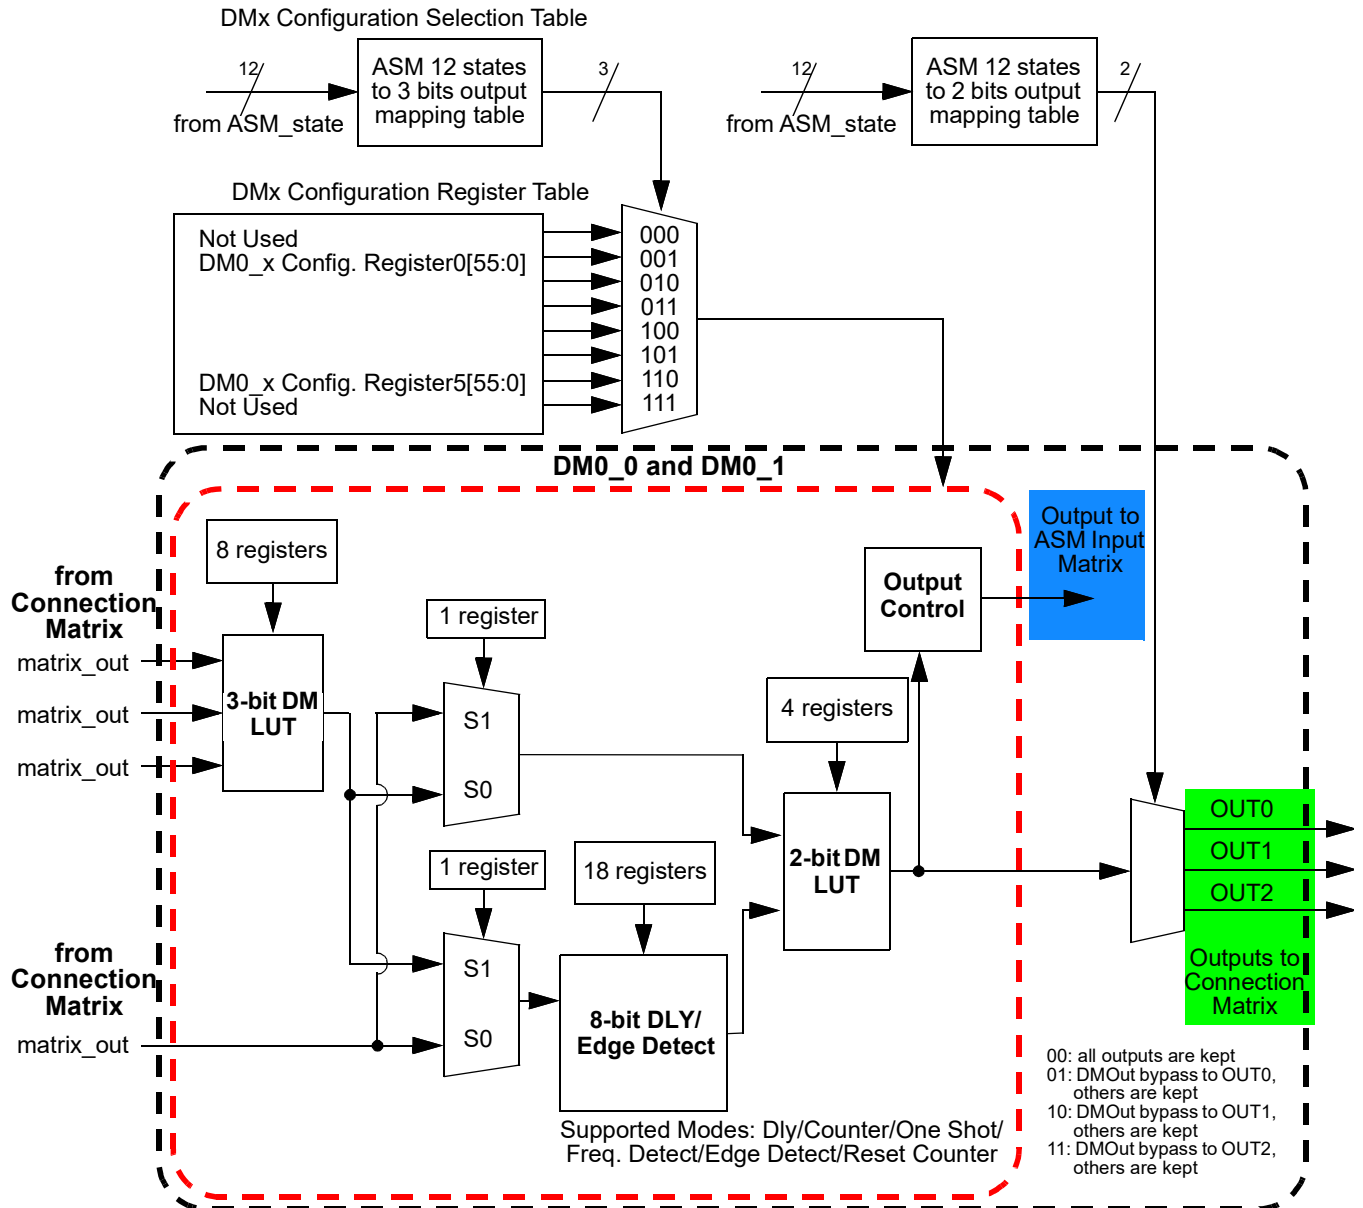 DMx Configuration Selection Table
12
ASM 12 states
to 3 bits output
mapping table
3
from ASM_state
12
ASM 12 states
to 2 bits output
mapping table
2
from ASM_state
DMx Configuration Register Table
Not Used
DM0_x Config. Register0[55:0]
DM0_x Config. Register5[55:0]
Not Used
000
001
010
011
100
101
110
111
DM0_0 and DM0_1
8 registers
from
Connection
Matrix
matrix_out
matrix_out
matrix_out
3-bit DM
LUT
1 register
S1
S0
Output
Control
Output to
ASM Input
Matrix
4 registers
2-bit DM
LUT
1 register
18 registers
S1
S0
8-bit DLY/
Edge Detect
from
Connection
Matrix
matrix_out
OUT0
OUT1
OUT2
Outputs to
Connection
Matrix
Supported Modes: Dly/Counter/One Shot/
Freq. Detect/Edge Detect/Reset Counter
00: all outputs are kept
01: DMOut bypass to OUT0,
others are kept
10: DMOut bypass to OUT1,
others are kept
11: DMOut bypass to OUT2,
others are kept